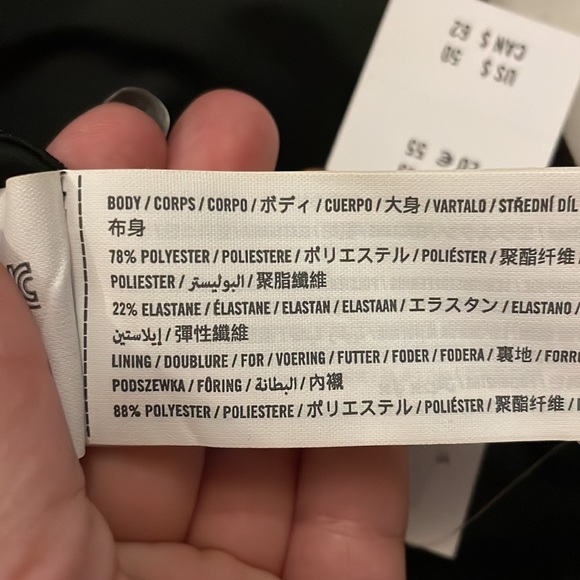 CAN $ 62
US $ 50
€ 55
BODY / CORPS / CORPO / ボディ / CUERPO / 大身 / VARTALO / STŘEDNÍ DÍL
布身
78% POLYESTER / POLIESTERE / ポリエステル / POLIÉSTER / 聚酯纤维 /
POLIESTER / البوليستر / 聚脂纖維
22% ELASTANE / ÉLASTANE / ELASTAN / ELASTAAN / エラスタン / ELASTANO /
إيلاستين / 彈性纖維
LINING / DOUBLURE / FOR / VOERING / FUTTER / FODER / FODERA / 裏地 / FORRO
PODSZEWKA / FÔRING / البطانة / 內襯
88% POLYESTER / POLIESTERE / ポリエステル / POLIÉSTER / 聚酯纤维 /